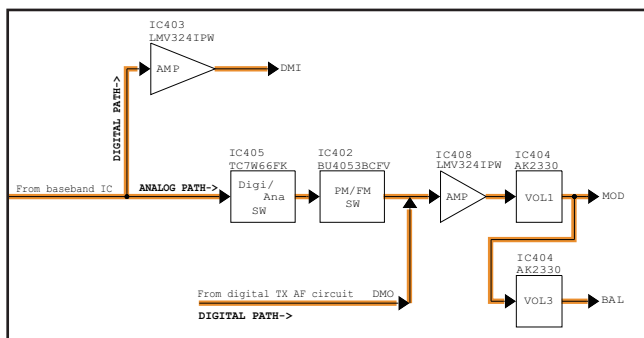 IC403
LMV324IPW
AMP
DMI
DIGITAL PATH->
IC405
TC7W66FK
IC402
BU4053BCFV
IC408
LMV324IPW
IC404
AK2330
From baseband IC
ANALOG PATH->
Digi/
Ana
SW
PM/FM
SW
AMP
VOL1
MOD
IC404
AK2330
From digital TX AF circuit
DMO
DIGITAL PATH->
VOL3
BAL